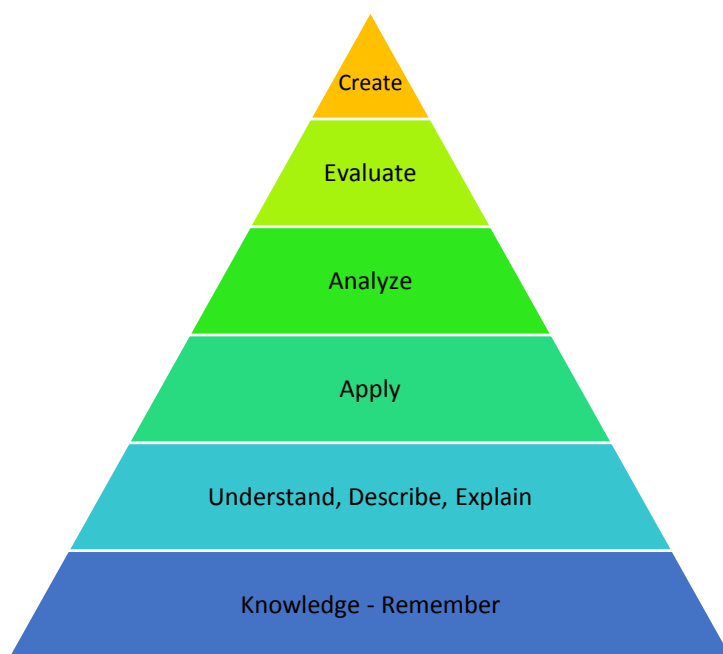 Create
Evaluate
Analyze
Apply
Understand, Describe, Explain
Knowledge - Remember